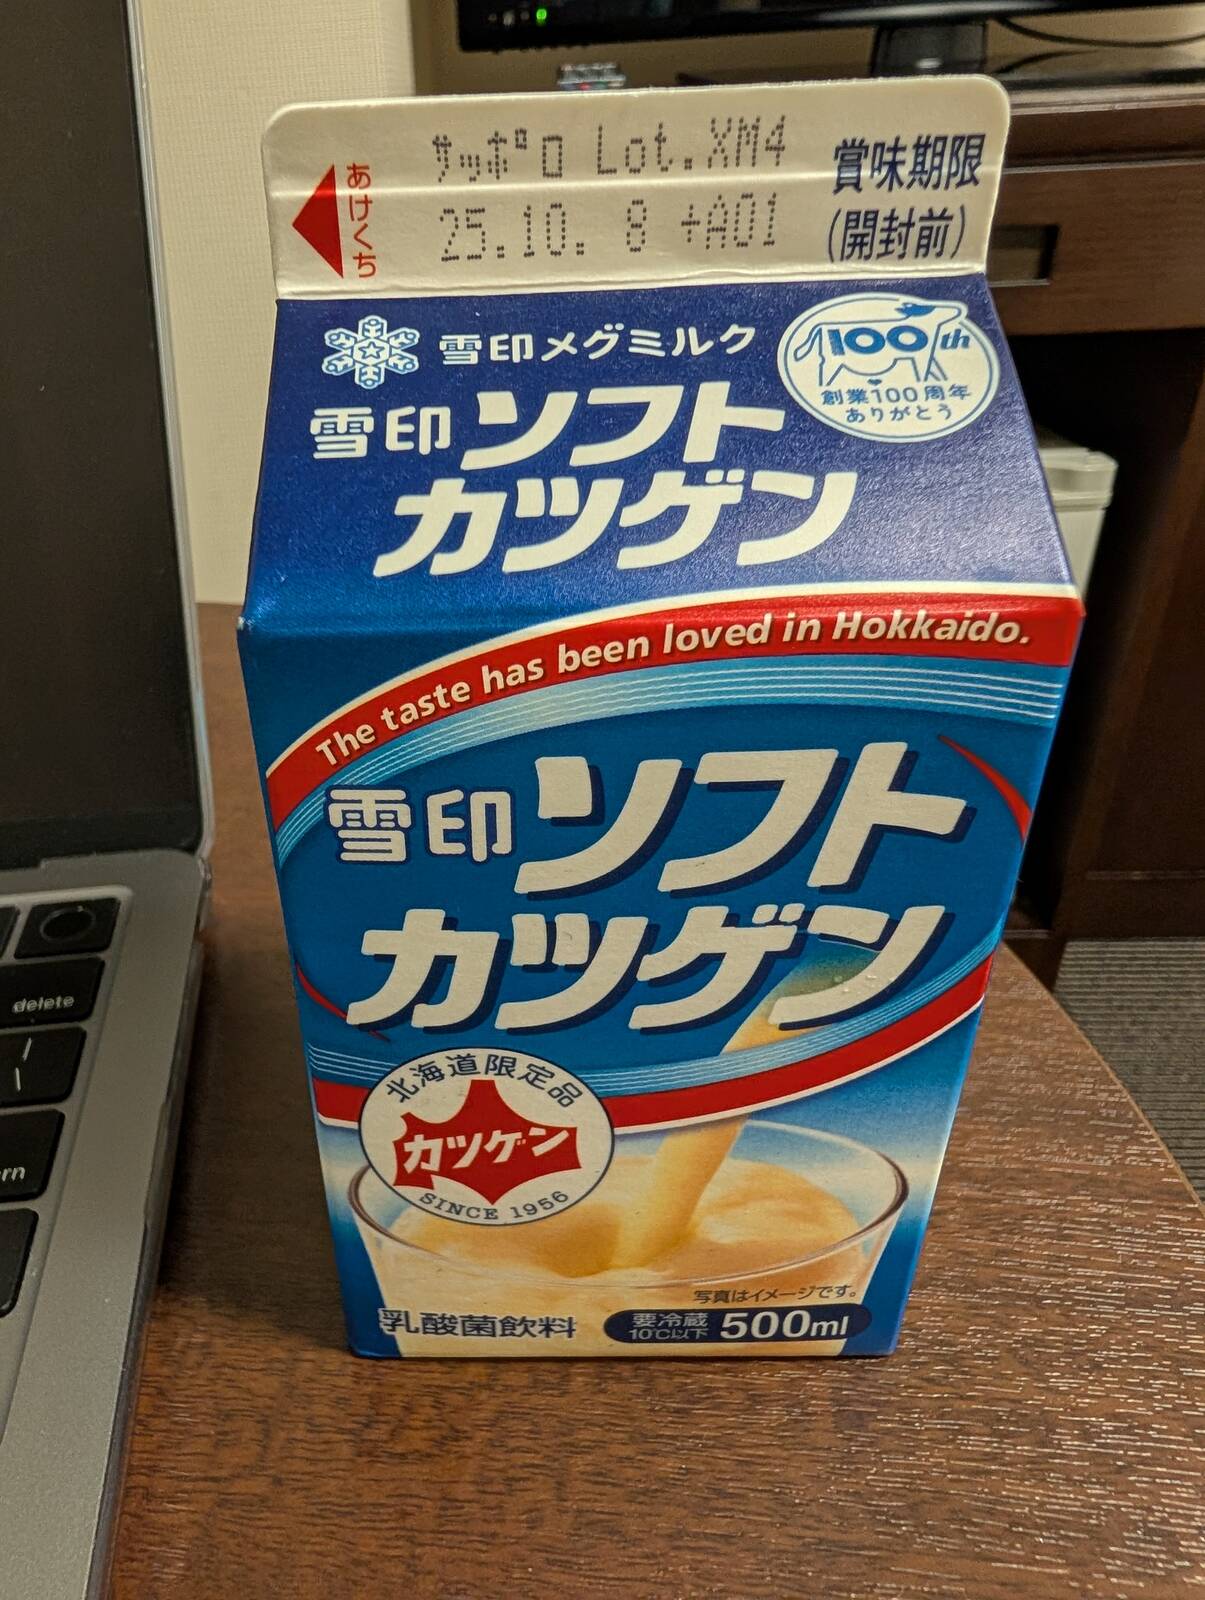 サッポロ Lot.XM4
25.10. 8 +A01
賞味期限
(開封前)
あけくち
雪印メグミルク
100th
創業100周年
ありがとう
雪印 ソフト
カツゲン
The taste has been loved in Hokkaido.
雪印 ソフト
カツゲン
北海道限定品
カツゲン
SINCE 1956
写真はイメージです。
乳酸菌飲料
要冷蔵
10℃以下
500ml
delete